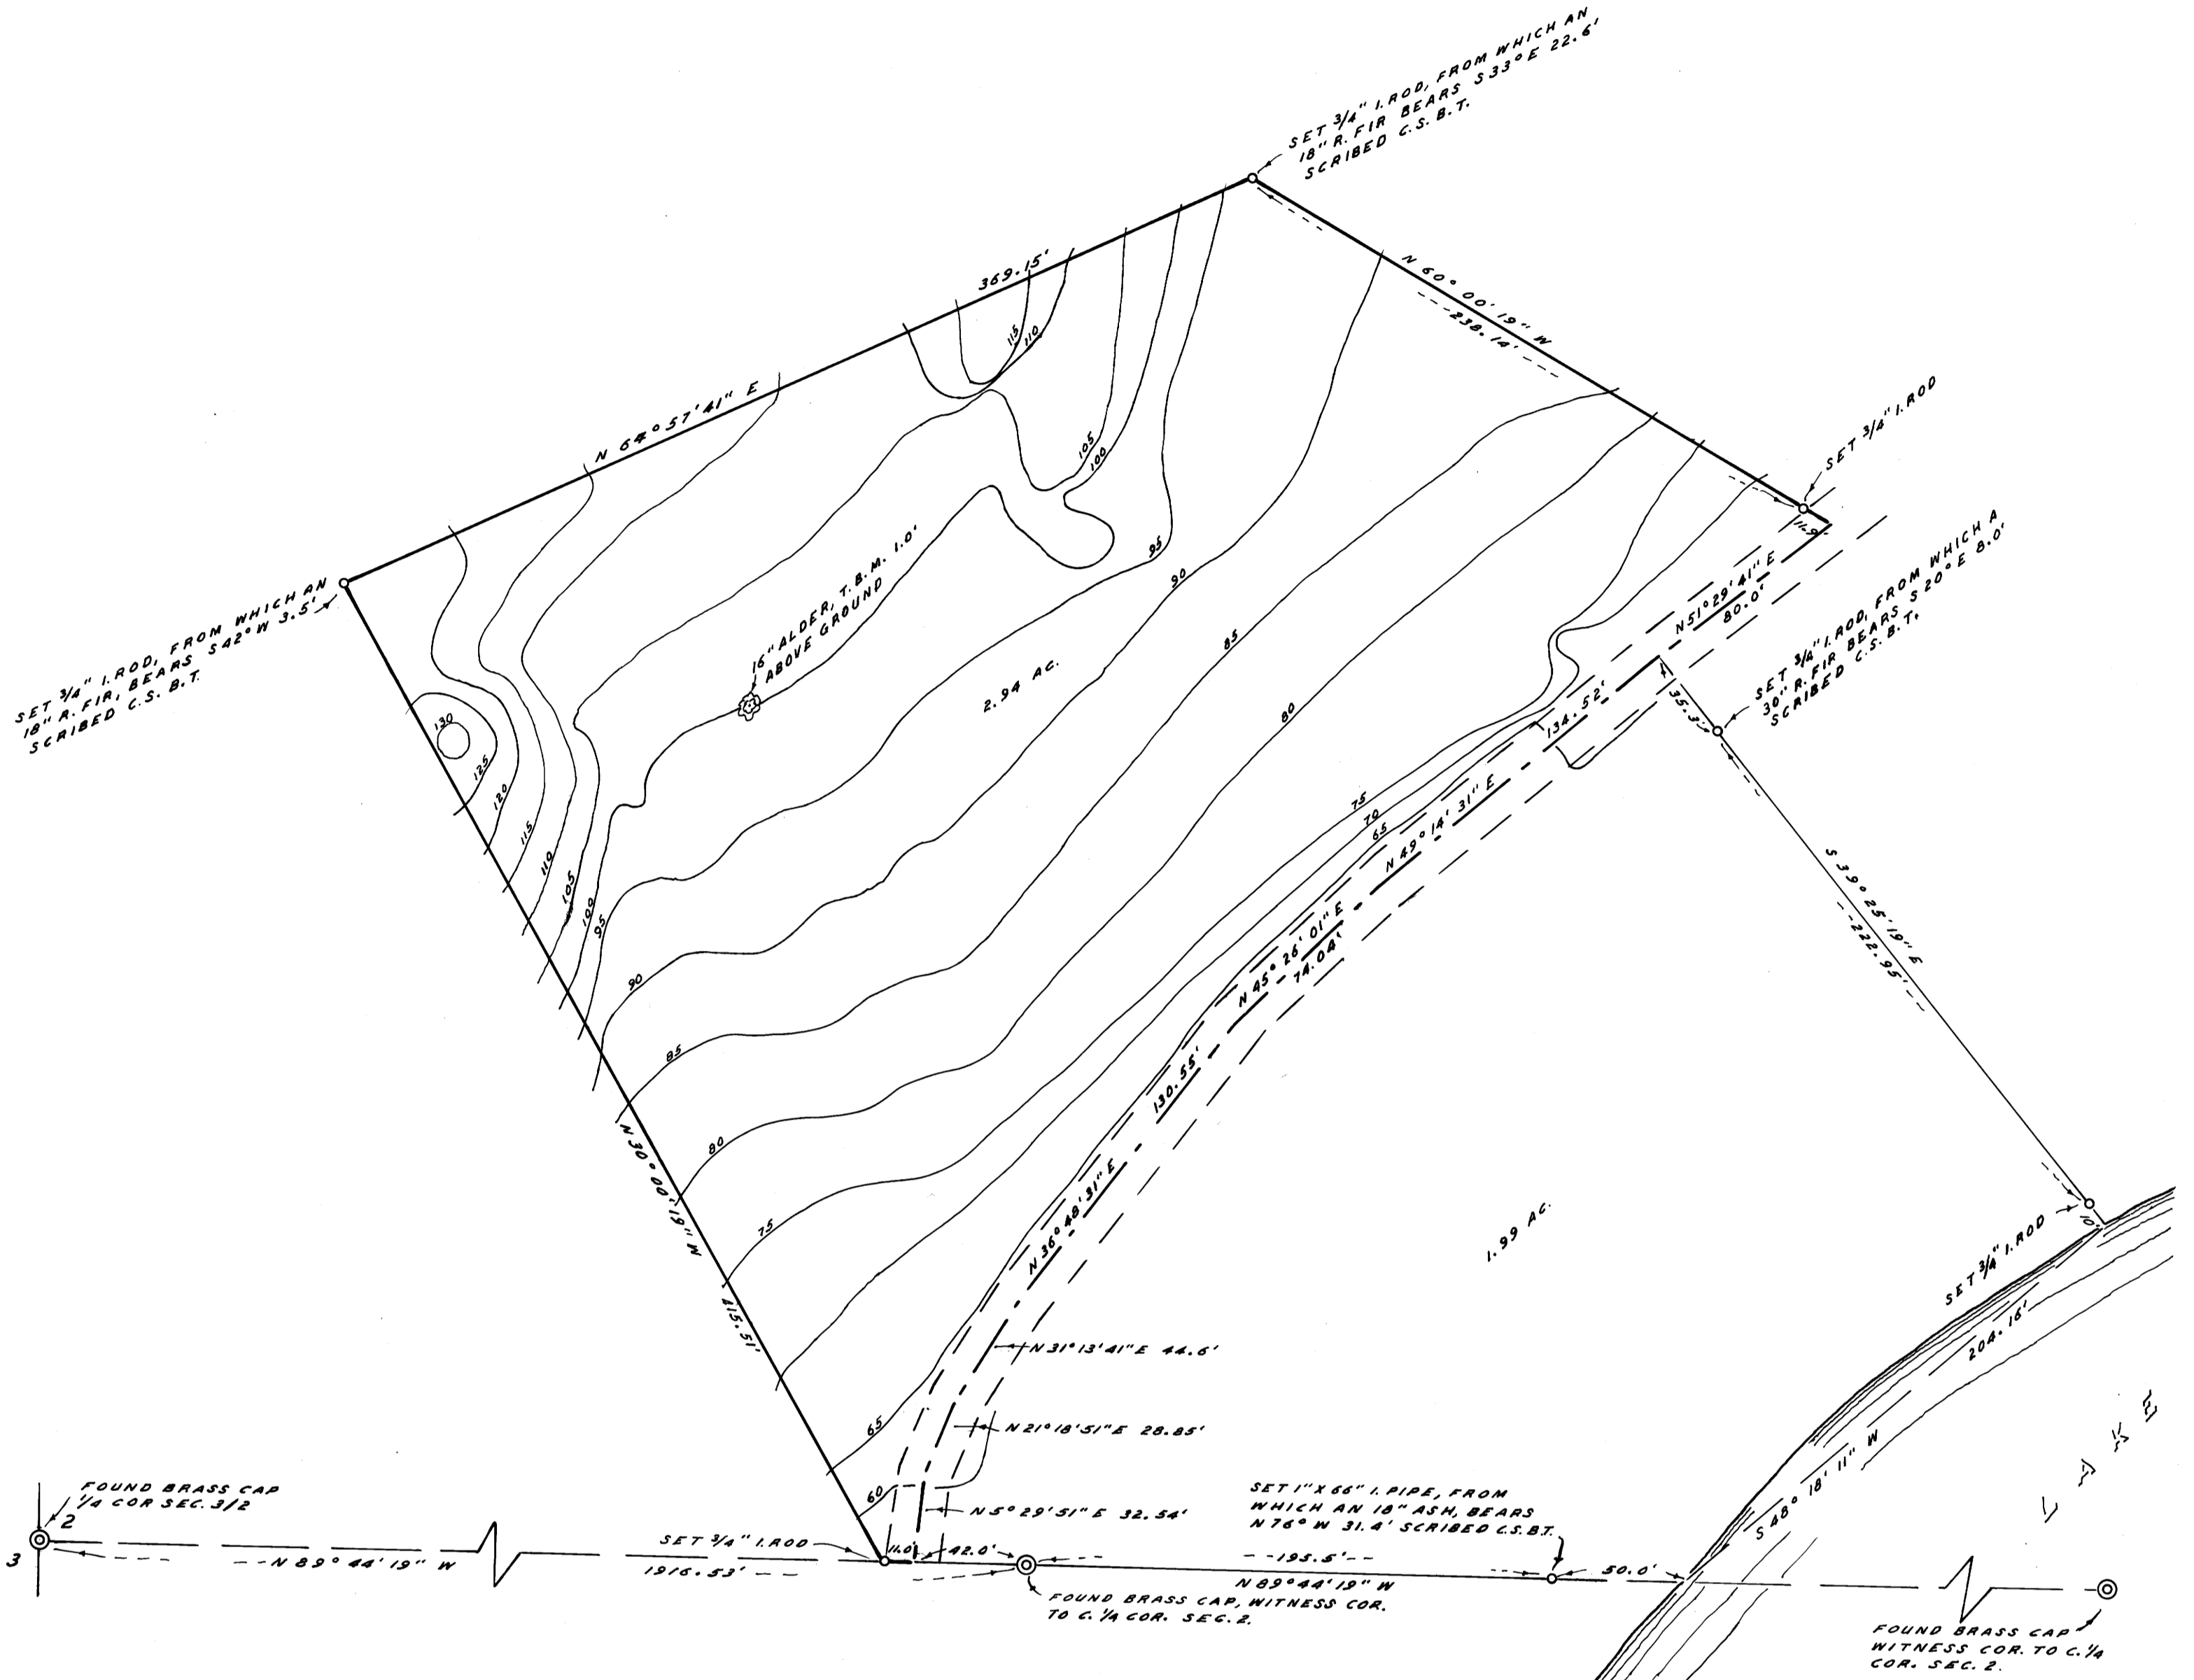 SET 3/4" I. ROD, FROM WHICH AN
18" R. FIR BEARS S 33° E 22.6'
SCRIBED C.S. B.T.
369.15'
N 64° 57' 41" E
N 60° 00' 19" W
238.14'
SET 3/4" I. ROD
11.9
SET 3/4" I. ROD, FROM WHICH AN
18" R. FIR, BEARS S 42° W 3.5'
SCRIBED C.S. B.T.
115
110
105
100
95
90
85
80
75
70
65
16" ALDER, T.B.M. 1.0'
ABOVE GROUND
2.94 AC.
N 51° 29' 41" E
80.0'
SET 3/4" I. ROD, FROM WHICH A
30" R. FIR BEARS S 20° E 8.0'
SCRIBED C.S. B.T.
35.3'
134.52'
N 49° 14' 31" E
N 45° 26' 01" E
74.04'
130.55'
N 36° 48' 31" E
130
125
120
115
110
105
100
95
90
85
80
75
65
60
S 39° 25' 19" E
222.95'
N 30° 00' 19" W
415.51'
1.99 AC.
SET 3/4" I. ROD
10'
204.16'
S 48° 18' 11" W
LAKE
N 31° 13' 41" E 44.6'
N 21° 18' 51" E 28.85'
N 5° 29' 51" E 32.54'
FOUND BRASS CAP
1/4 COR SEC. 3/2
2
3
N 89° 44' 19" W
SET 3/4" I. ROD
1916.53'
11.0'
42.0'
FOUND BRASS CAP, WITNESS COR.
TO C. 1/4 COR. SEC. 2.
SET 1" X 66" I. PIPE, FROM
WHICH AN 18" ASH, BEARS
N 76° W 31.4' SCRIBED C.S.B.T.
195.5'
N 89° 44' 19" W
50.0'
FOUND BRASS CAP
WITNESS COR. TO C. 1/4
COR. SEC. 2.